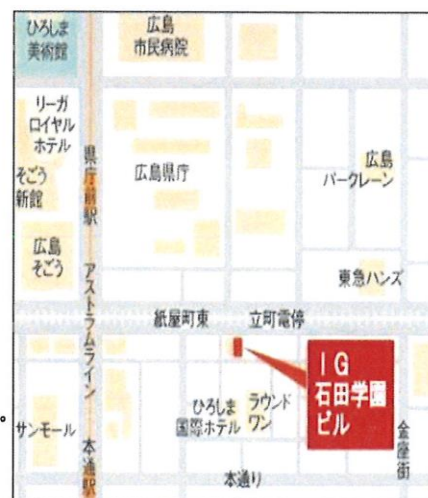 ひろしま
美術館
広島
市民病院
リーガ
ロイヤル
ホテル
県庁前駅
広島県庁
広島
パークレーン
そごう
新館
広島
そごう
東急ハンズ
アストラムライン
紙屋町東
立町電停
IG
石田学園
ビル
ひろしま
国際ホテル
ラウンド
ワン
サンモール
本通駅
金座街
本通り